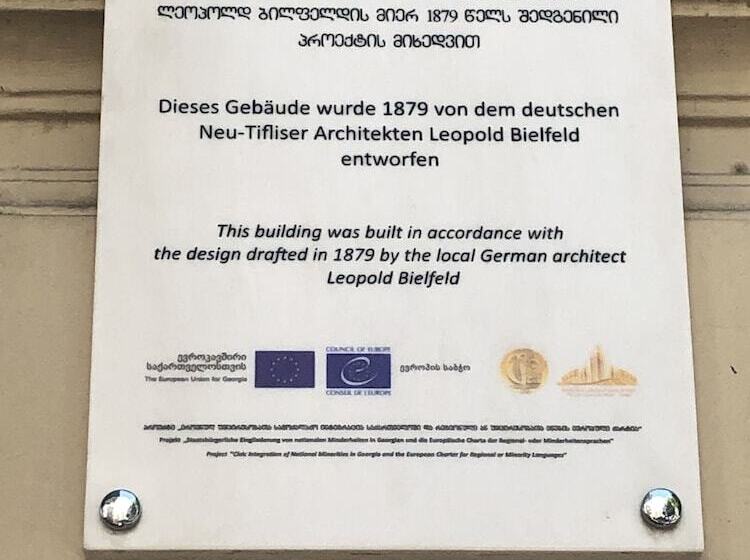 ᲚᲔᲝᲞᲝᲚᲓ ᲑᲘᲚᲤᲔᲚᲓᲘᲡ ᲛᲘᲔᲠ 1879 ᲬᲔᲚᲡ ᲨᲔᲓᲒᲔᲜᲘᲚᲘ
ᲞᲠᲝᲔᲥᲢᲘᲡ ᲛᲘᲮᲔᲓᲕᲘᲗ
Dieses Gebäude wurde 1879 von dem deutschen
Neu-Tifliser Architekten Leopold Bielfeld
entworfen
This building was built in accordance with
the design drafted in 1879 by the local German architect
Leopold Bielfeld
ევროკავშირი
საქართველოსთვის
The European Union for Georgia
COUNCIL OF EUROPE
CONSEIL DE L'EUROPE
ევროპის საბჭო
Projekt „Staatsbürgerliche Eingliederung von nationalen Minderheiten in Georgien und die Europäische Charta der Regional- oder Minderheitensprachen"
Project "Civic Integration of National Minorities in Georgia and the European Charter for Regional or Minority Languages"